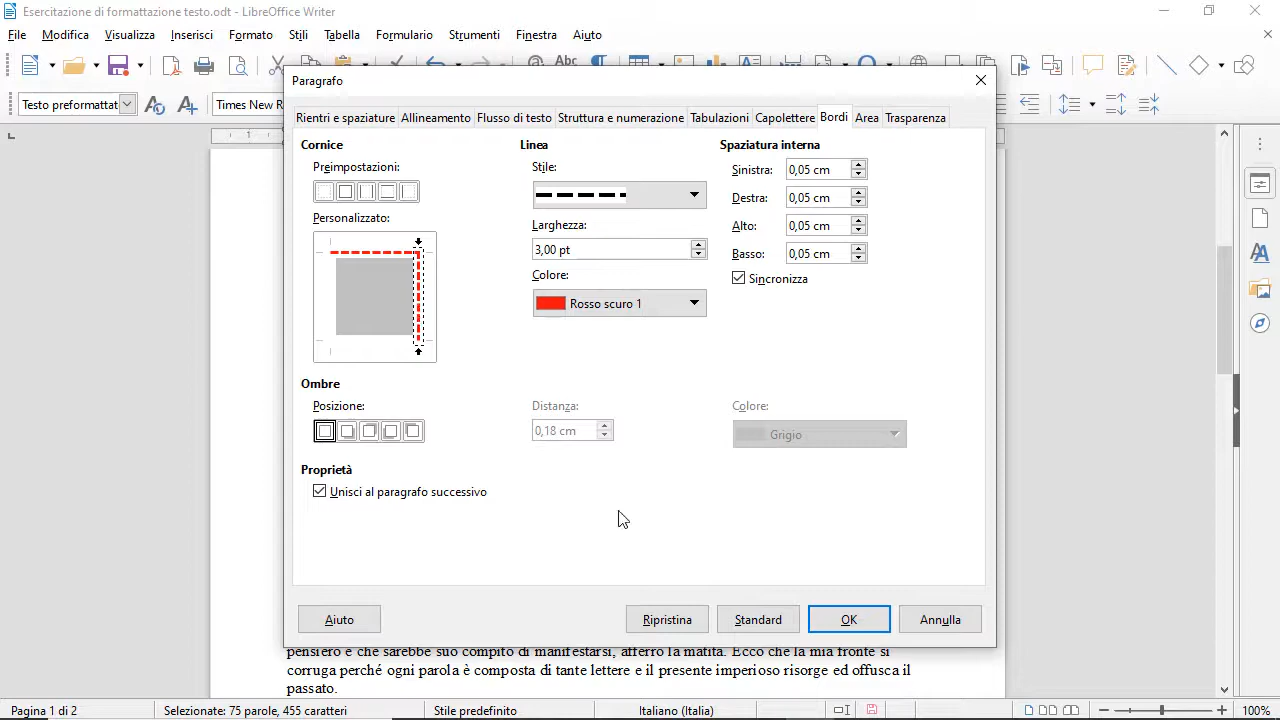 Esercitazione di formattazione testo.odt - LibreOffice Writer
File Modifica Visualizza Inserisci Formato Stili Tabella Formulario Strumenti Finestra Aiuto
Testo preformattat Times New R
Paragrafo
Rientri e spaziature Allineamento Flusso di testo Struttura e numerazione Tabulazioni Capolettere Bordi Area Trasparenza
Cornice Linea Spaziatura interna
Preimpostazioni: Stile: Sinistra: 0,05 cm
Destra: 0,05 cm
Personalizzato: Larghezza: Alto: 0,05 cm
3,00 pt Basso: 0,05 cm
Colore: Sincronizza
Rosso scuro 1
Ombre
Posizione: Distanza: Colore:
0,18 cm Grigio
Proprietà
Unisci al paragrafo successivo
Aiuto Ripristina Standard OK Annulla
pensiero e che sarebbe suo compito di manifestarsi, afferro la matita. Ecco che la mia fronte si
corruga perché ogni parola è composta di tante lettere e il presente imperioso risorge ed offusca il
passato.
Pagina 1 di 2 Selezionate: 75 parole, 455 caratteri Stile predefinito Italiano (Italia) 100%